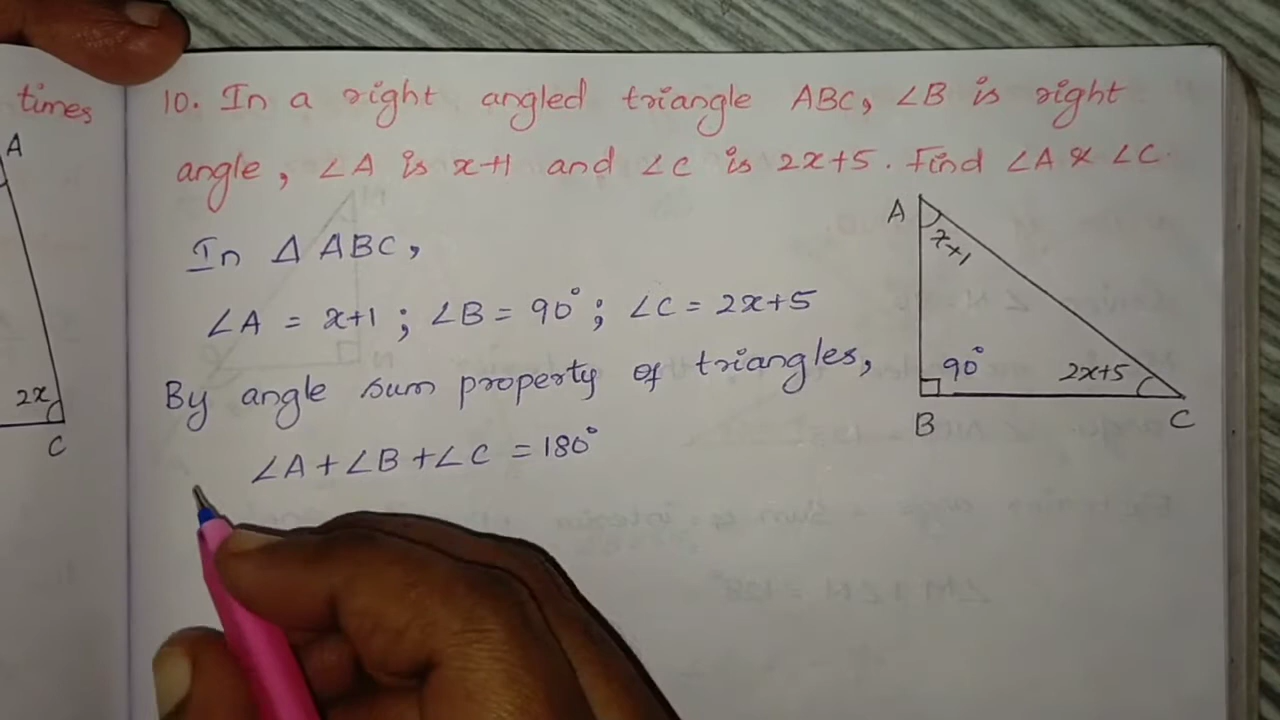 times
A
2x
C
10. In a right angled triangle ABC, ∠B is right
angle, ∠A is x+1 and ∠C is 2x+5. Find ∠A & ∠C.
In Δ ABC,
∠A = x+1 ; ∠B = 90° ; ∠C = 2x+5
By angle sum property of triangles,
∠A + ∠B + ∠C = 180°
A
x+1
90°
2x+5
B
C